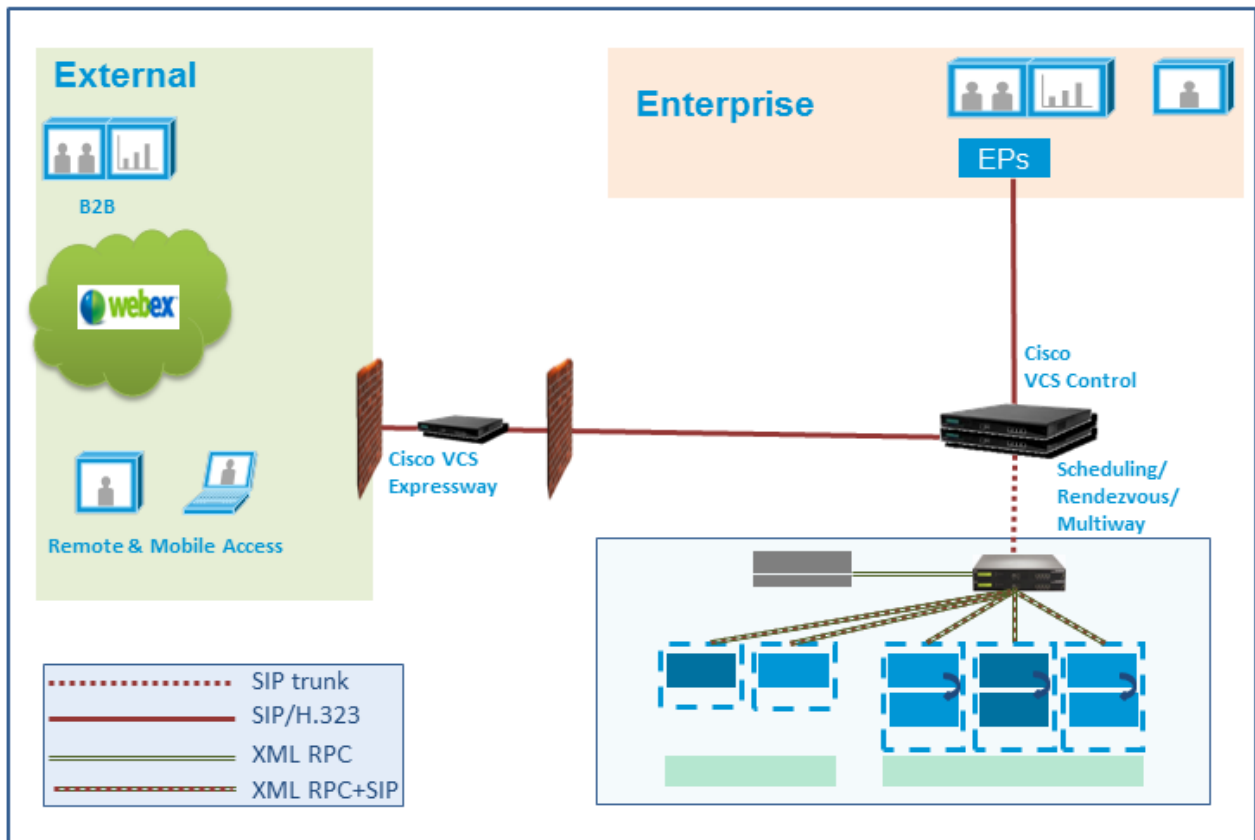 External
B2B
webex
Remote & Mobile Access
Enterprise
EPs
Cisco
VCS Control
Cisco VCS
Expressway
Scheduling/
Rendezvous/
Multiway
SIP trunk
SIP/H.323
XML RPC
XML RPC+SIP